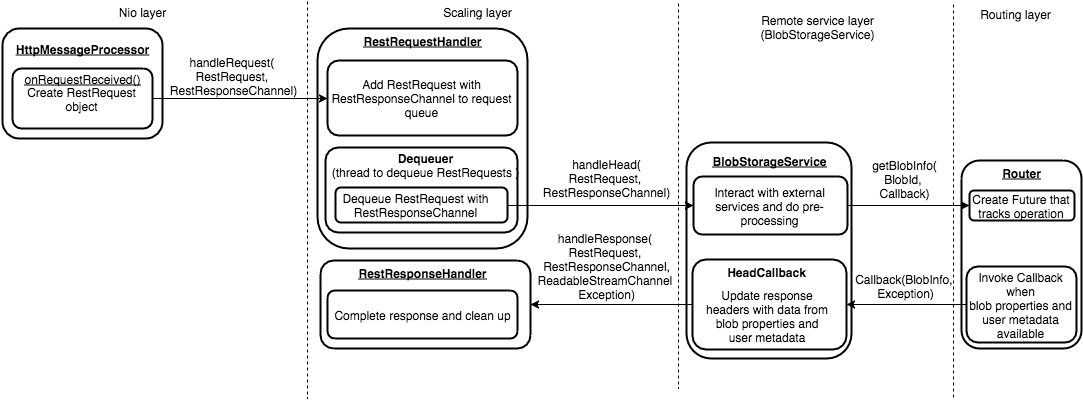 Nio layer
Scaling layer
Remote service layer
(BlobStorageService)
Routing layer
HttpMessageProcessor
onRequestReceived()
Create RestRequest
object
handleRequest(
RestRequest,
RestResponseChannel)
RestRequestHandler
Add RestRequest with
RestResponseChannel to request
queue
Dequeuer
(thread to dequeue RestRequests)
Dequeue RestRequest with
RestResponseChannel
handleHead(
RestRequest,
RestResponseChannel)
BlobStorageService
Interact with external
services and do pre-
processing
getBlobInfo(
BlobId,
Callback)
Router
Create Future that
tracks operation
RestResponseHandler
Complete response and clean up
handleResponse(
RestRequest,
RestResponseChannel,
ReadableStreamChannel
Exception)
HeadCallback
Update response
headers with data from
blob properties and
user metadata
Callback(BlobInfo,
Exception)
Invoke Callback
when
blob properties and
user metadata
available